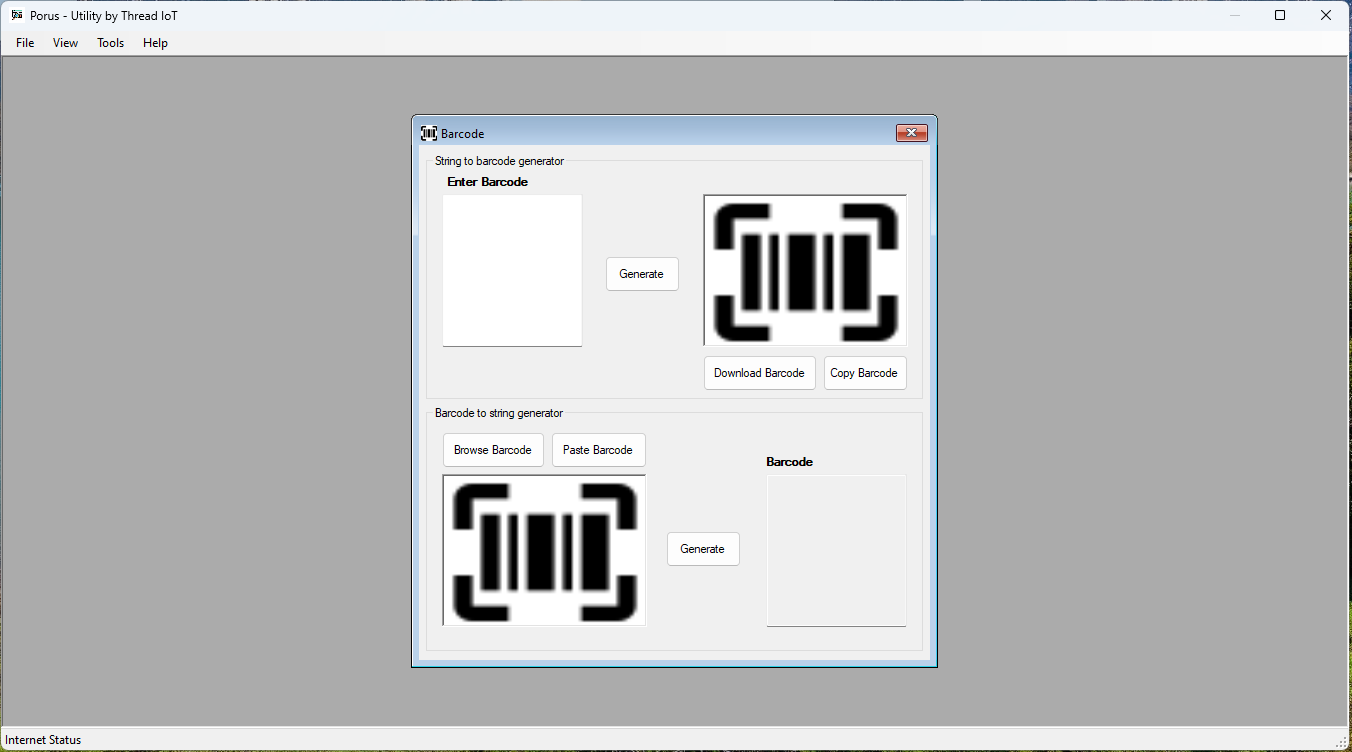 Porus - Utility by Thread IoT
File View Tools Help
Barcode
String to barcode generator
Enter Barcode
Generate
Download Barcode Copy Barcode
Barcode to string generator
Browse Barcode Paste Barcode
Barcode
Generate
Internet Status